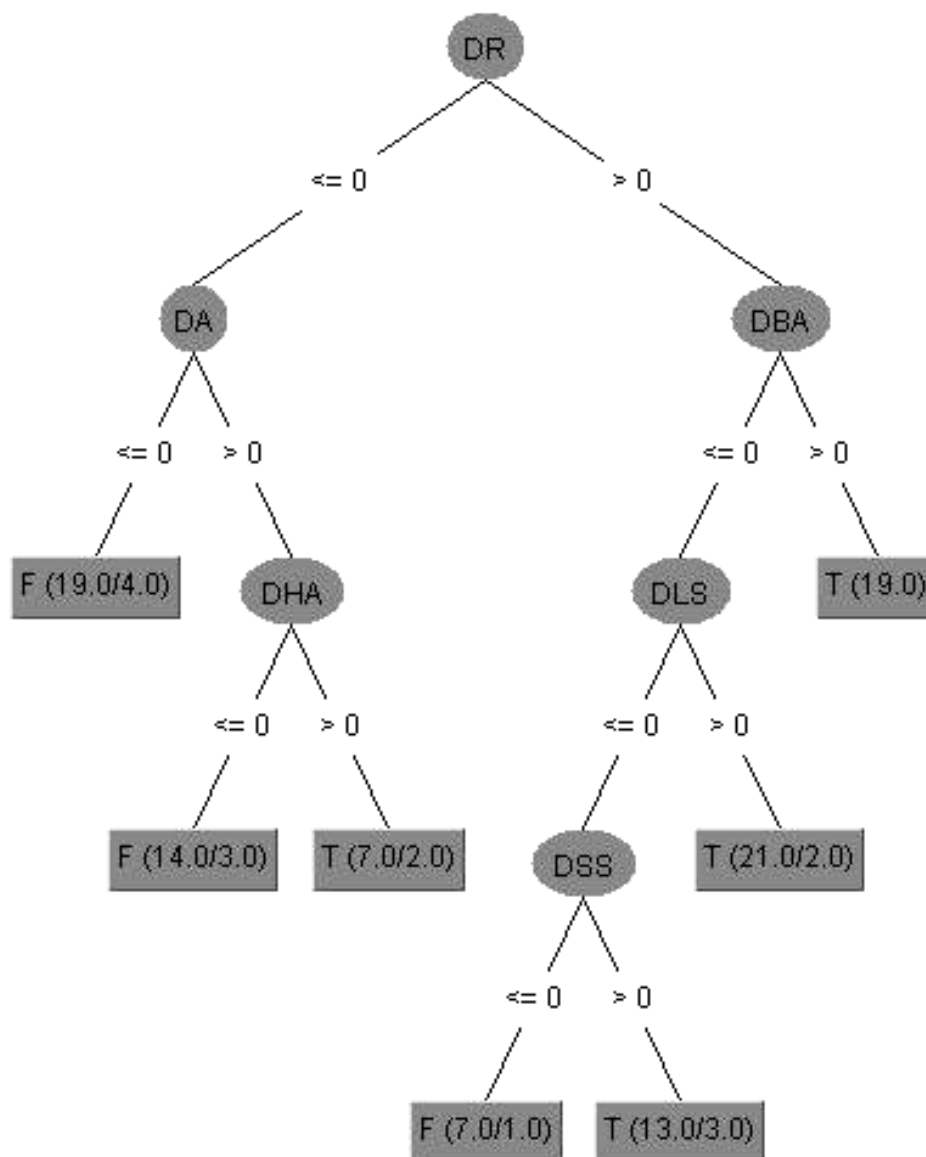 DR
<= 0 > 0
DA DBA
<= 0 > 0 <= 0 > 0
F (19.0/4.0) DHA DLS T (19.0)
<= 0 > 0 <= 0 > 0
F (14.0/3.0) T (7.0/2.0) DSS T (21.0/2.0)
<= 0 > 0
F (7.0/1.0) T (13.0/3.0)